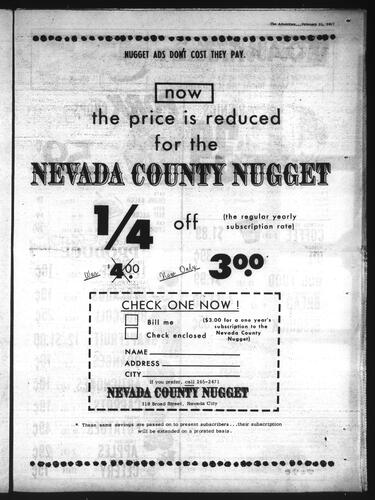 The Advertiser, February 21, 1967
NUGGET ADS DON'T COST THEY PAY.
now
the price is reduced
for the
NEVADA COUNTY NUGGET
1/4 off (the regular yearly
subscription rate)
Was 4.00 Now Only 3.00
CHECK ONE NOW !
Bill me
Check enclosed
($3.00 for a one year's
subscription to the
Nevada County
Nugget)
NAME
ADDRESS
CITY
If you prefer, call 265-2471
NEVADA COUNTY NUGGET
318 Broad Street, Nevada City
* These same savings are passed on to present subscribers...their subscription
will be extended on a prorated basis.